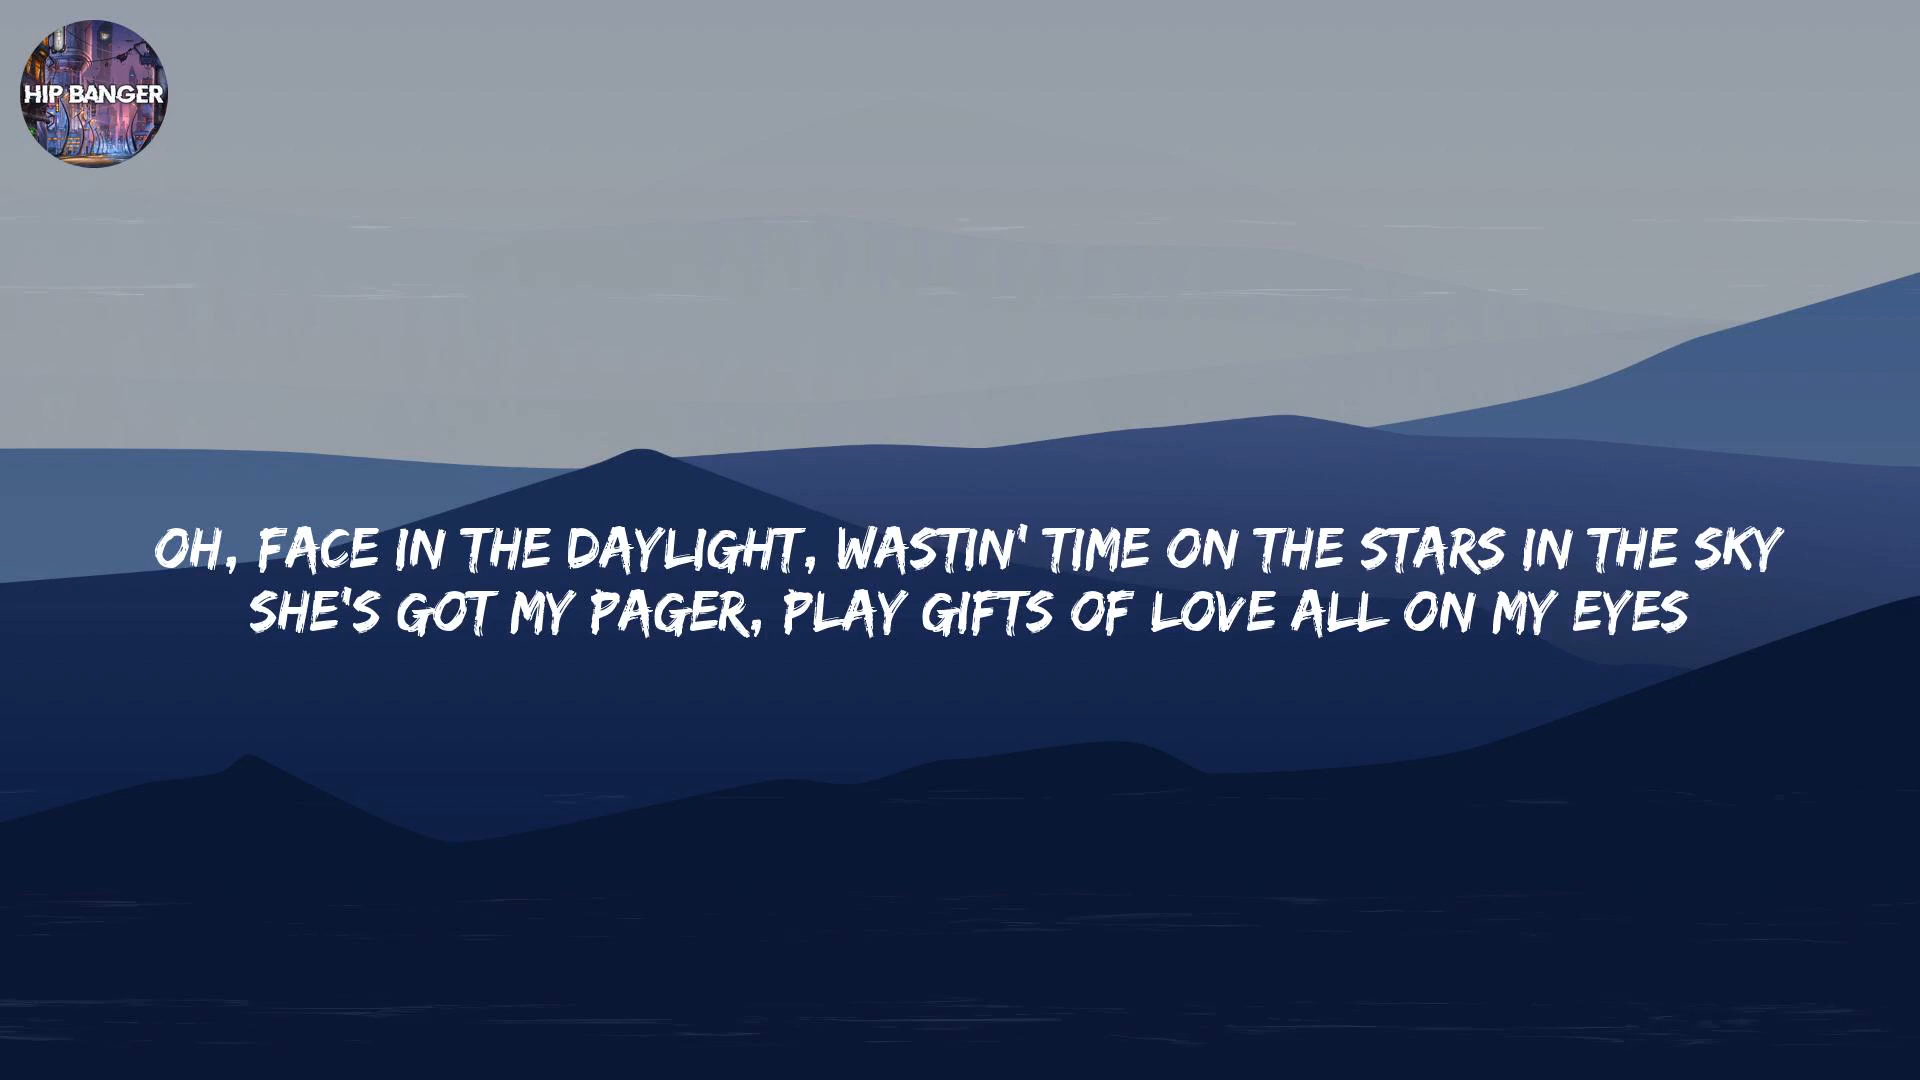 HIP BANGER
OH, FACE IN THE DAYLIGHT, WASTIN' TIME ON THE STARS IN THE SKY
SHE'S GOT MY PAGER, PLAY GIFTS OF LOVE ALL ON MY EYES